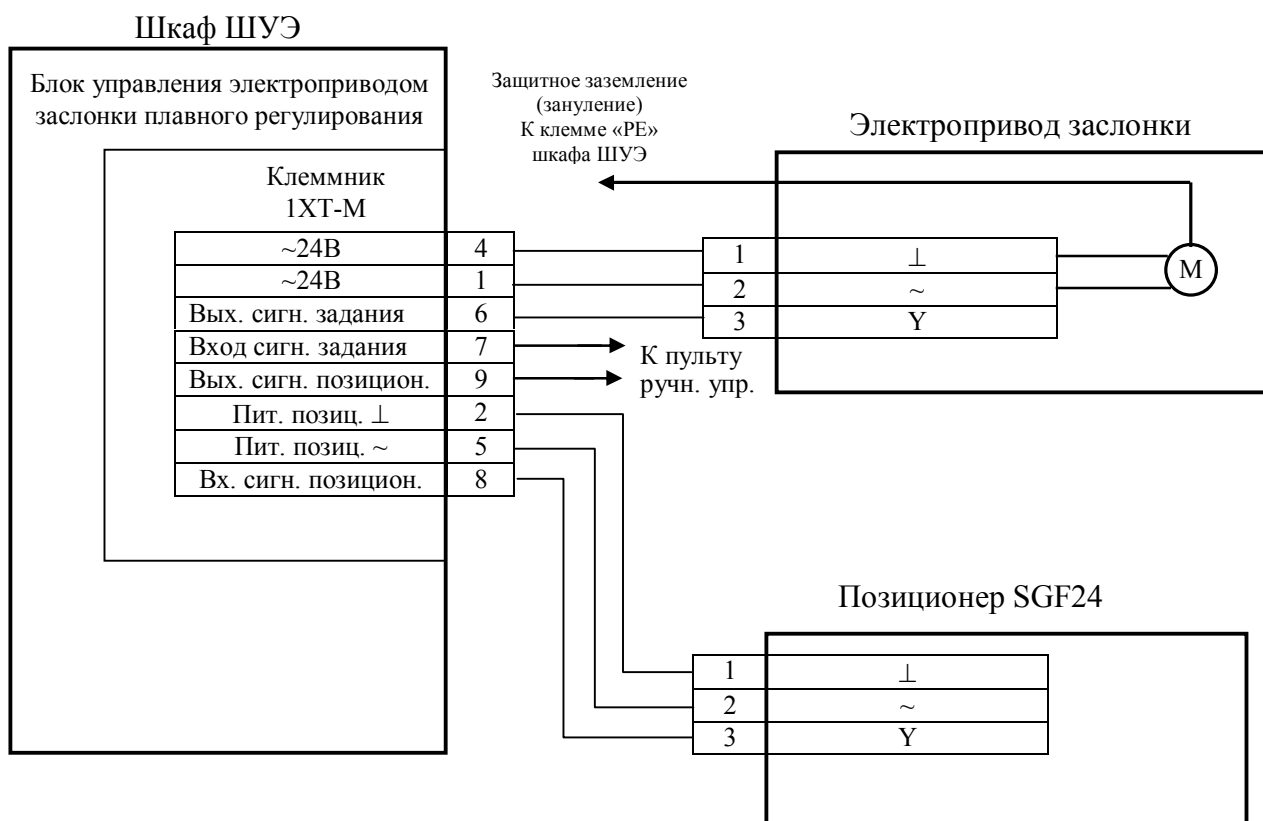 Шкаф ШУЭ
Блок управления электроприводом
заслонки плавного регулирования
Клеммник
1ХТ-М
~24В 4
~24В 1
Вых. сигн. задания 6
Вход сигн. задания 7
Вых. сигн. позицион. 9
Пит. позиц. ⊥ 2
Пит. позиц. ~ 5
Вх. сигн. позицион. 8
Защитное заземление
(зануление)
К клемме «РЕ»
шкафа ШУЭ
К пульту
ручн. упр.
Электропривод заслонки
1 ⊥
2 ~
3 Y
М
Позиционер SGF24
1 ⊥
2 ~
3 Y